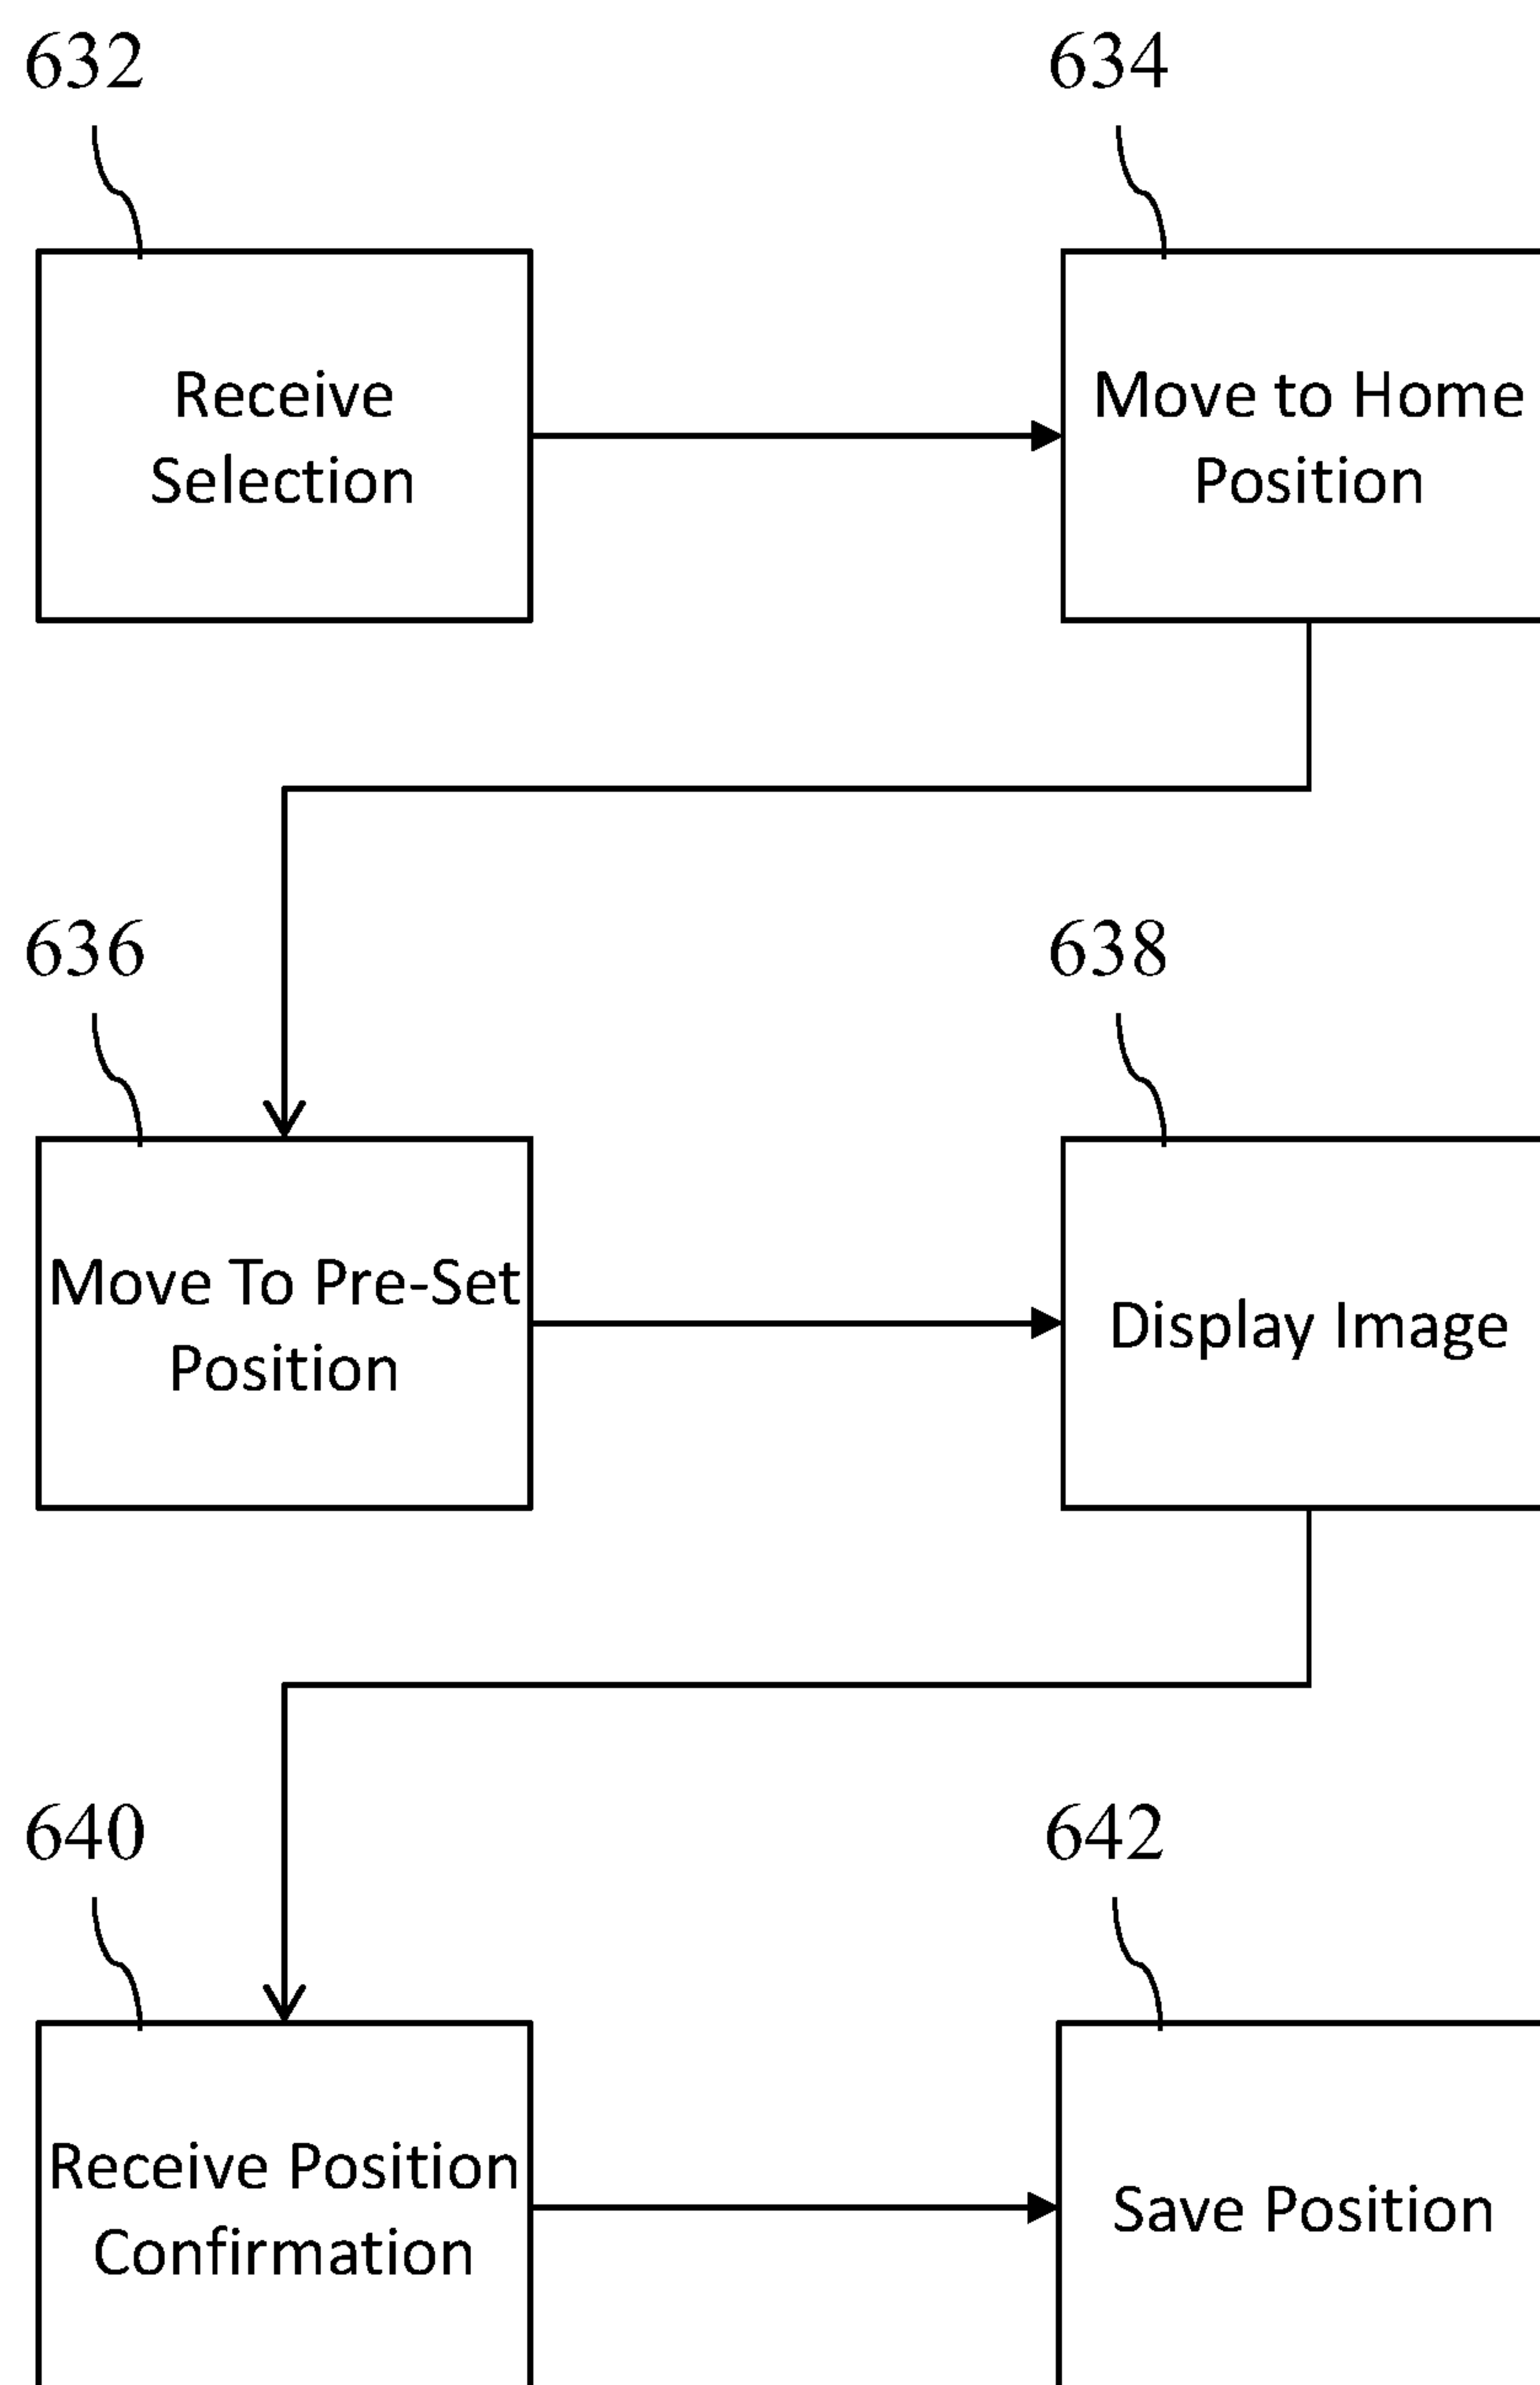 632
634
Receive
Selection
Move to Home
Position
636
638
Move To Pre-Set
Position
Display Image
640
642
Receive Position
Confirmation
Save Position